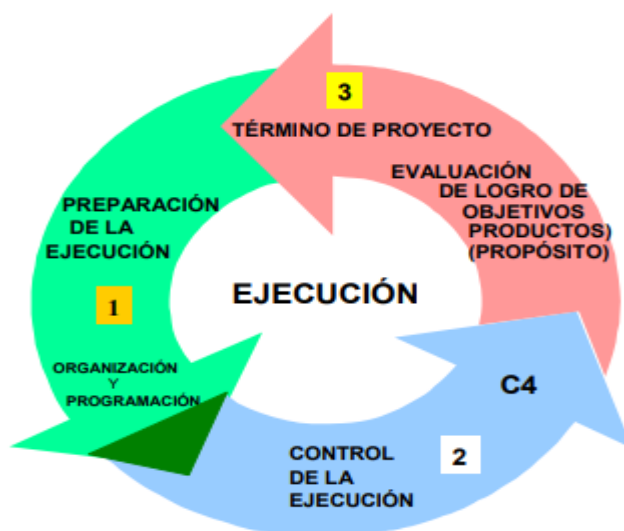 3
TÉRMINO DE PROYECTO
EVALUACIÓN
DE LOGRO DE
OBJETIVOS
PRODUCTOS)
(PROPÓSITO)
PREPARACIÓN
DE LA
EJECUCIÓN
EJECUCIÓN
1
ORGANIZACIÓN
Y
PROGRAMACIÓN
C4
CONTROL
DE LA
EJECUCIÓN
2